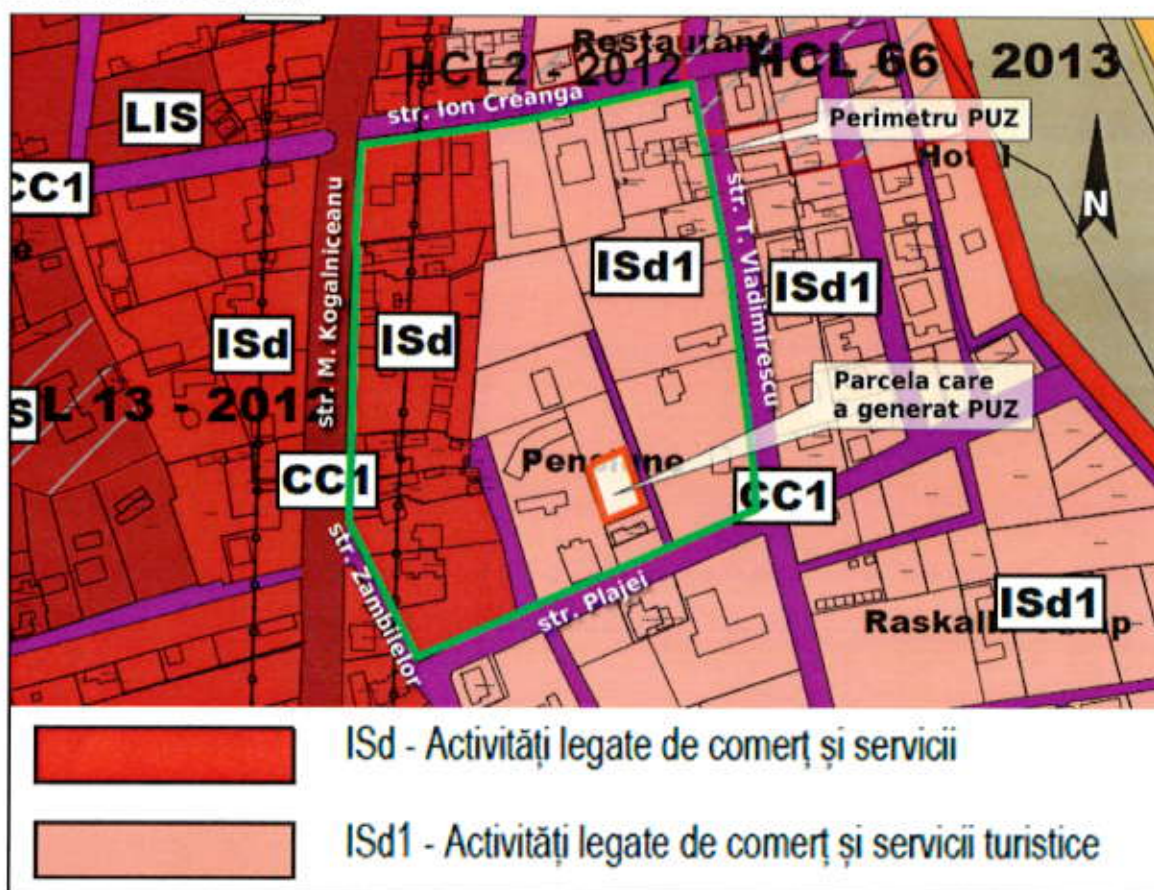 Restaurant
HCL2 - 2012
HCL 66 - 2013
str. Ion Creanga
LIS
Perimetru PUZ
CC1
N
str. M. Kogalniceanu
str. T. Vladimirescu
ISd1
ISd1
ISd
ISd
Parcela care
a generat PUZ
L 13 - 2012
CC1
CC1
str. Zambilelor
str. Plajei
ISd1
ISd - Activități legate de comerț și servicii
ISd1 - Activități legate de comerț și servicii turistice